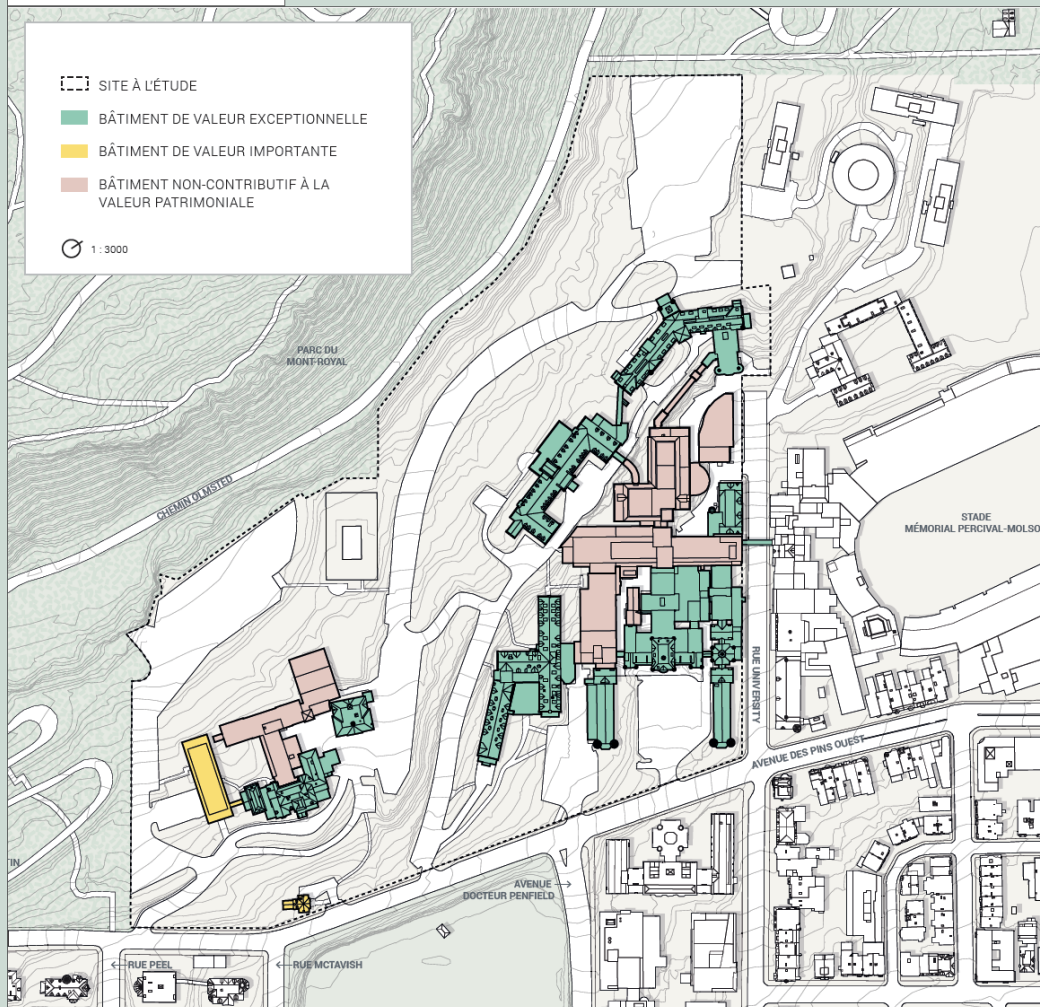 SITE À L'ÉTUDE
BÂTIMENT DE VALEUR EXCEPTIONNELLE
BÂTIMENT DE VALEUR IMPORTANTE
BÂTIMENT NON-CONTRIBUTIF À LA
VALEUR PATRIMONIALE
1 : 3000
PARC DU
MONT-ROYAL
CHEMIN OLMSTED
STADE
MÉMORIAL PERCIVAL-MOLSO
RUE UNIVERSITY
AVENUE DES PINS OUEST
AVENUE
DOCTEUR PENFIELD
IN
RUE PEEL
RUE MCTAVISH